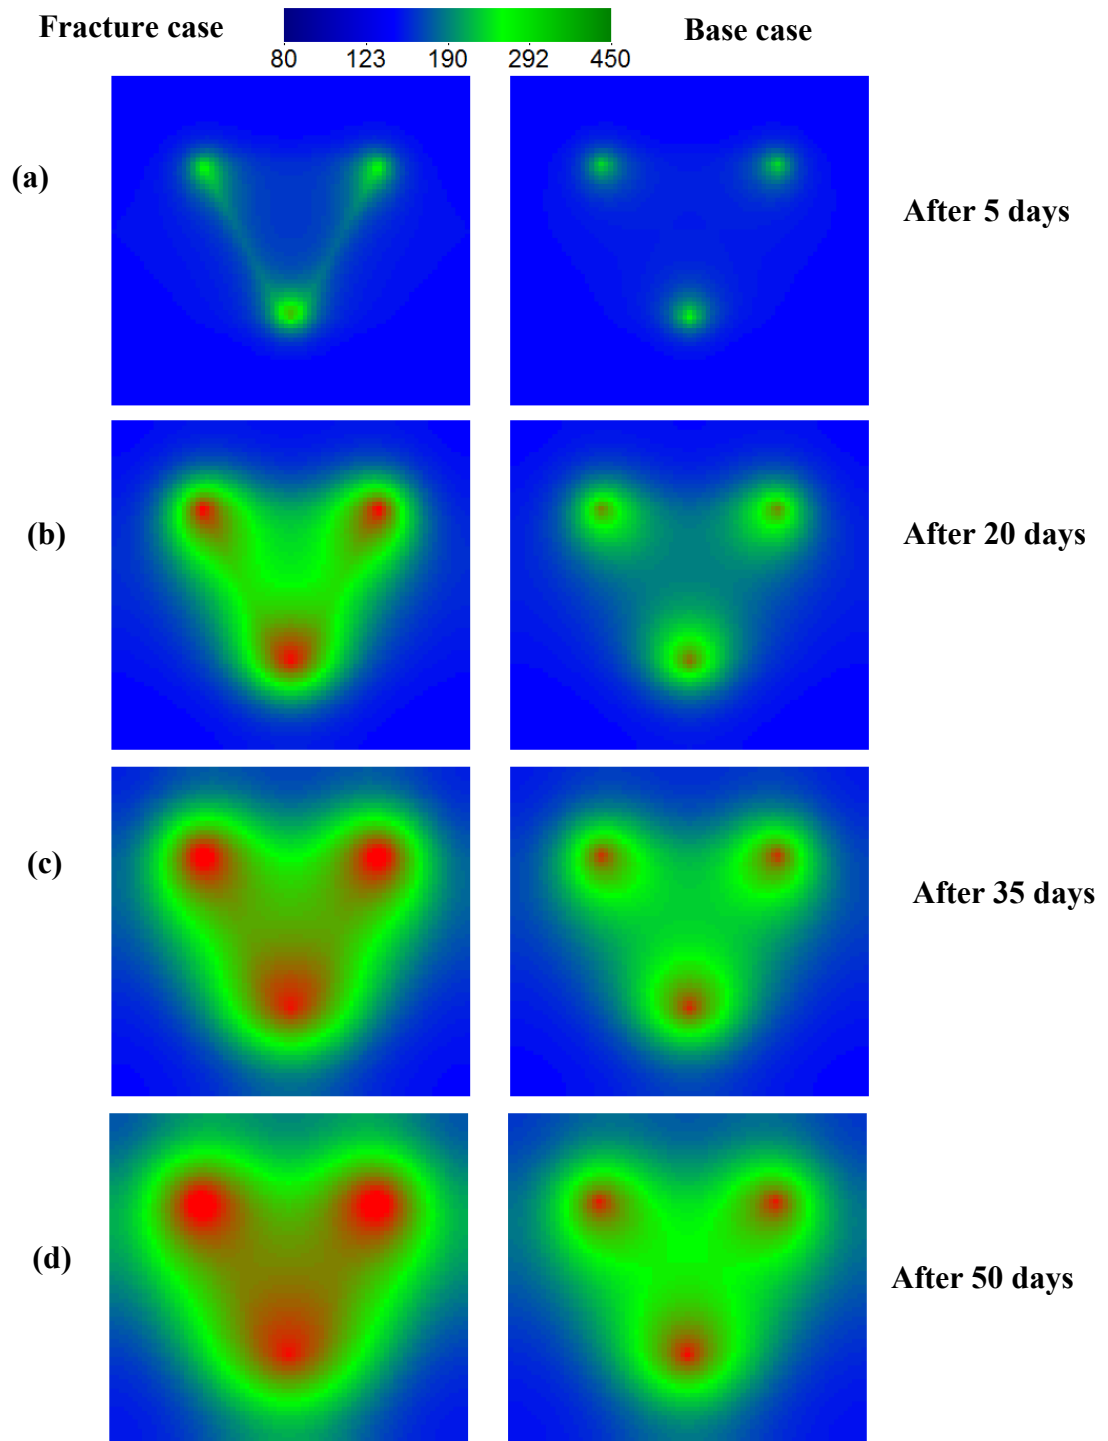 Fracture case
Base case
80 123 190 292 450
(a)
After 5 days
(b)
After 20 days
(c)
After 35 days
(d)
After 50 days